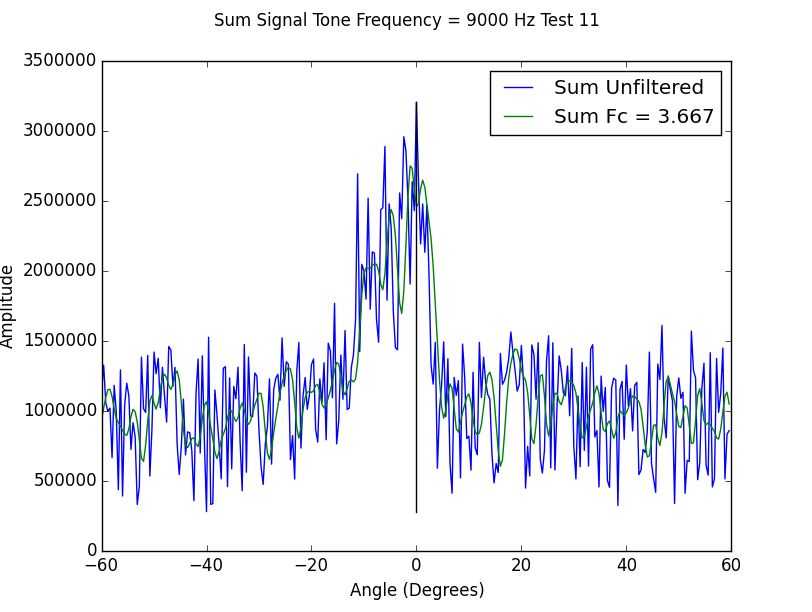 Sum Signal Tone Frequency = 9000 Hz Test 11
Sum Unfiltered
Sum Fc = 3.667
Amplitude
3500000
3000000
2500000
2000000
1500000
1000000
500000
0
−60 −40 −20 0 20 40 60
Angle (Degrees)